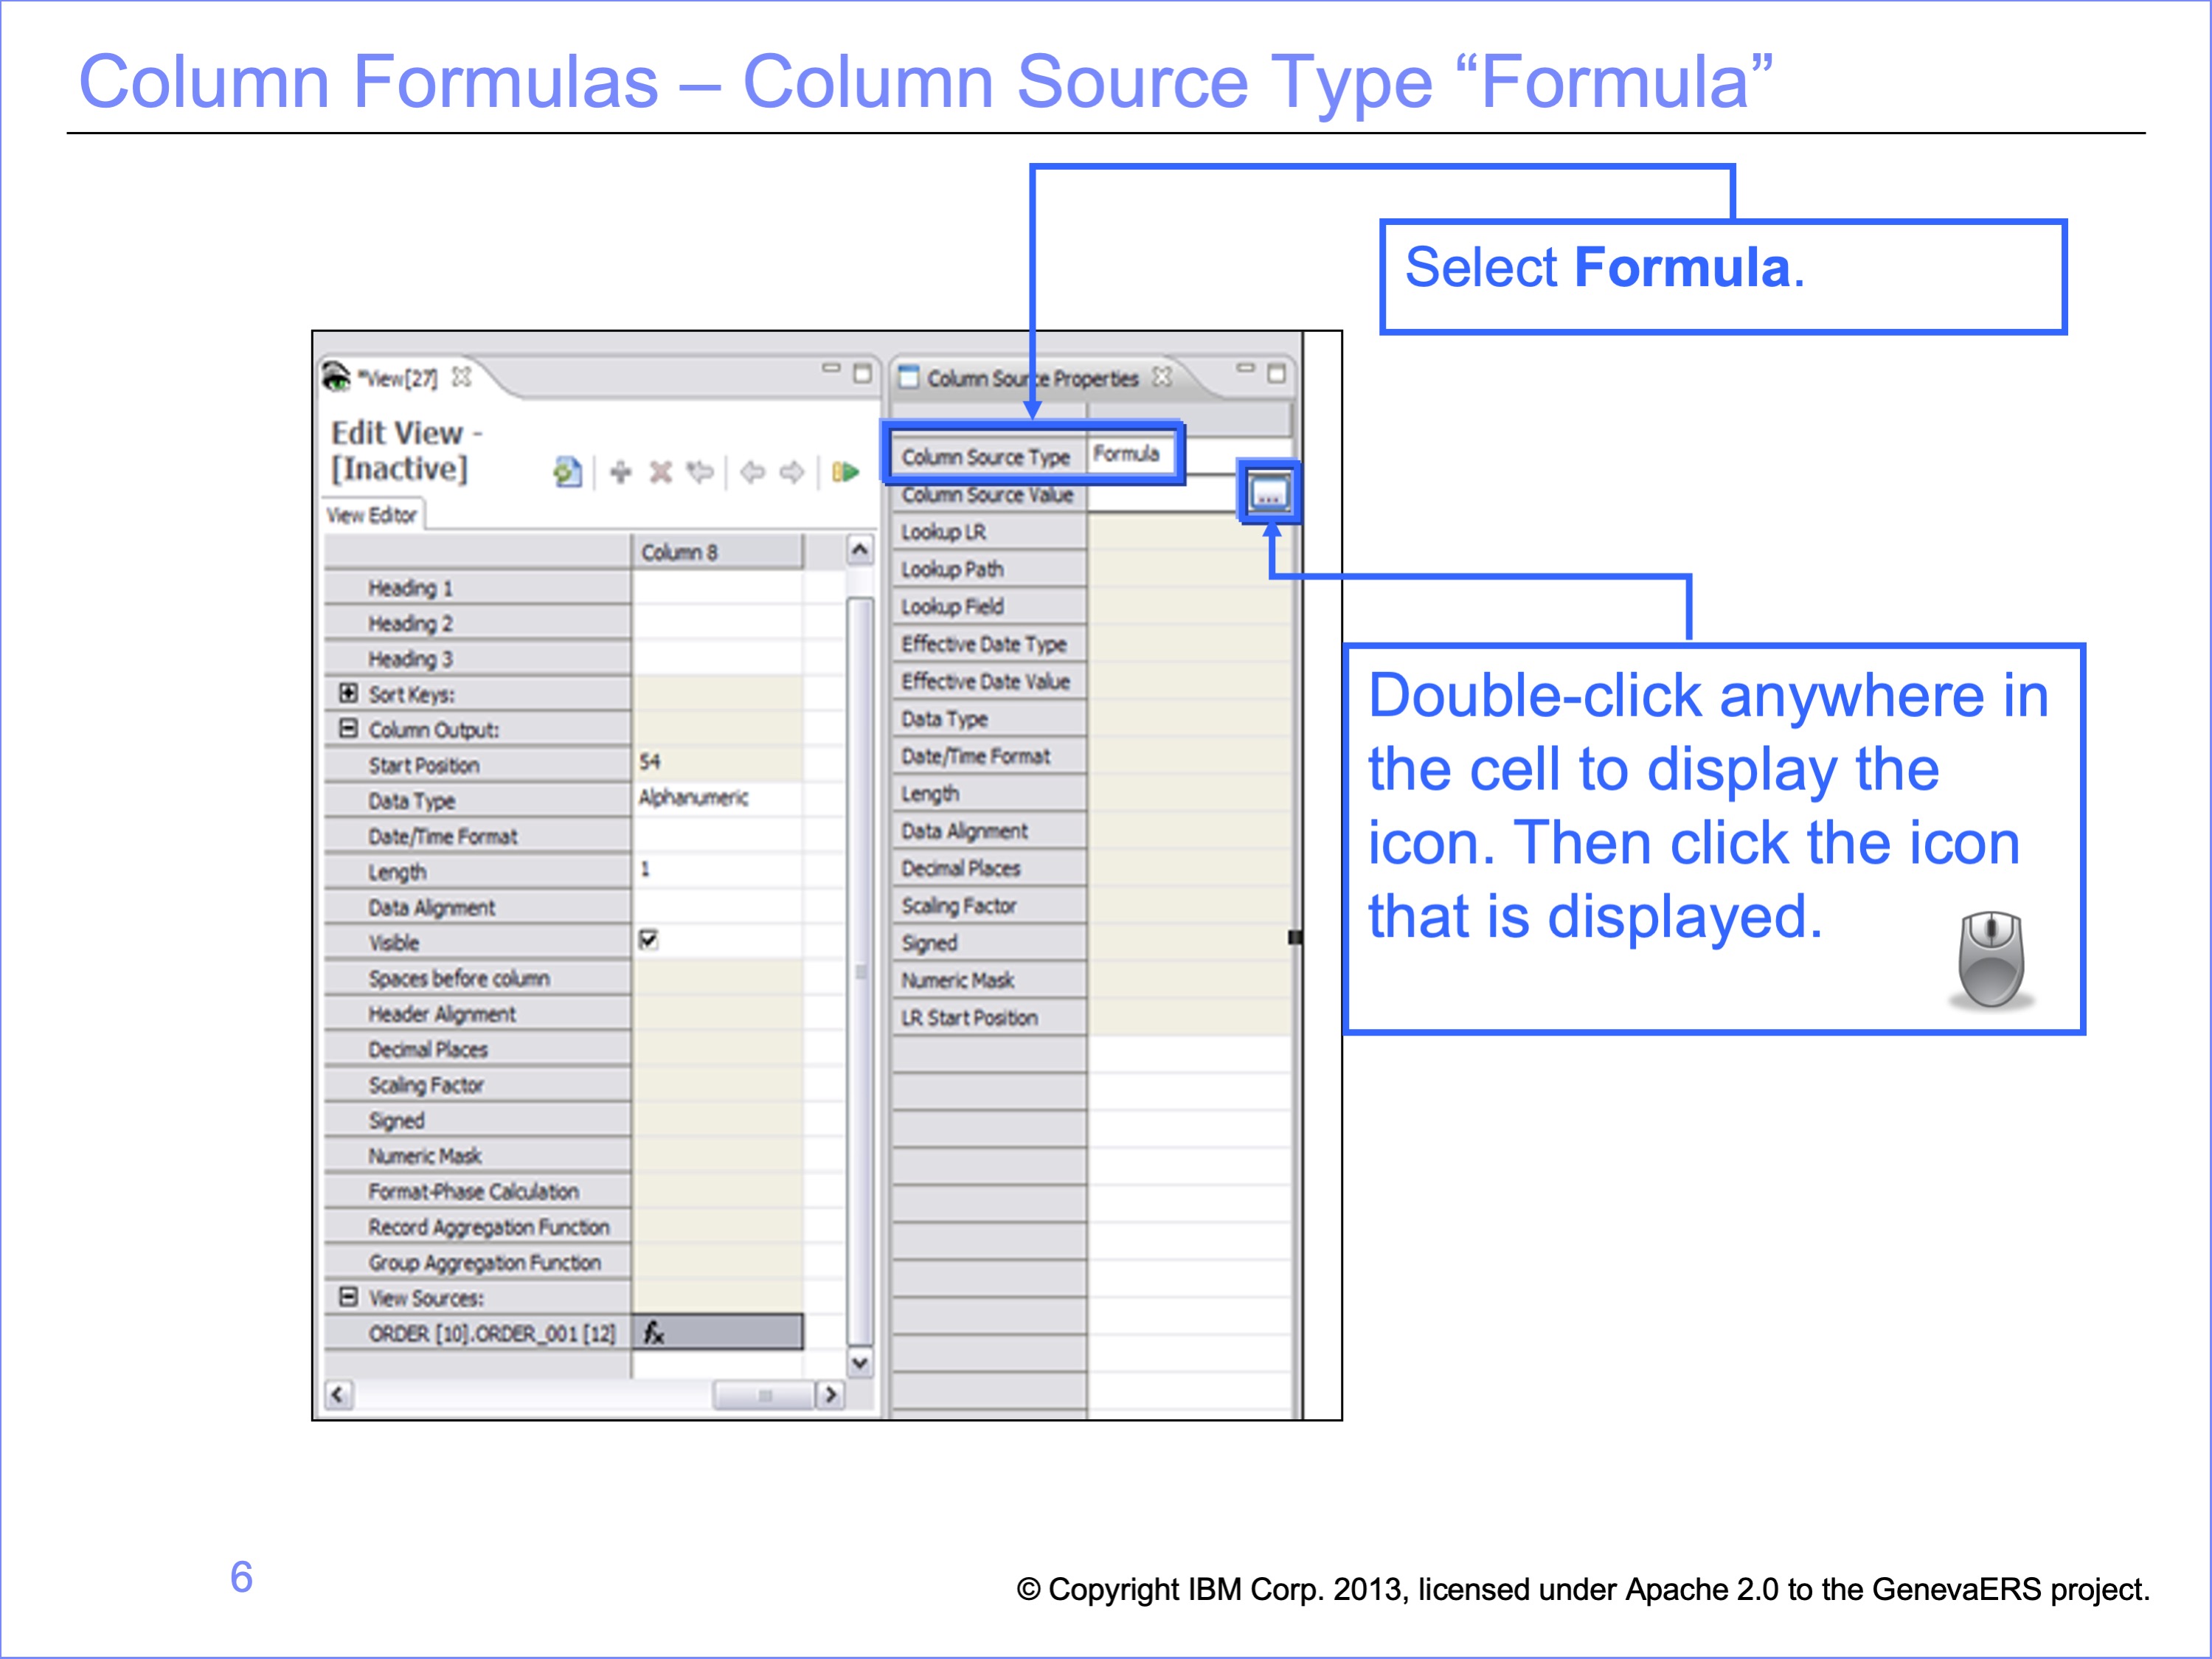 Column Formulas – Column Source Type “Formula”
Select Formula.
*View[27]
Edit View -
[Inactive]
View Editor
Column 8
Heading 1
Heading 2
Heading 3
Sort Keys:
Column Output:
Start Position 54
Data Type Alphanumeric
Date/Time Format
Length 1
Data Alignment
Visible
Spaces before column
Header Alignment
Decimal Places
Scaling Factor
Signed
Numeric Mask
Format-Phase Calculation
Record Aggregation Function
Group Aggregation Function
View Sources:
ORDER [10].ORDER_001 [12] fx
Column Source Properties
Column Source Type Formula
Column Source Value ...
Lookup LR
Lookup Path
Lookup Field
Effective Date Type
Effective Date Value
Data Type
Date/Time Format
Length
Data Alignment
Decimal Places
Scaling Factor
Signed
Numeric Mask
LR Start Position
Double-click anywhere in
the cell to display the
icon. Then click the icon
that is displayed.
6
© Copyright IBM Corp. 2013, licensed under Apache 2.0 to the GenevaERS project.